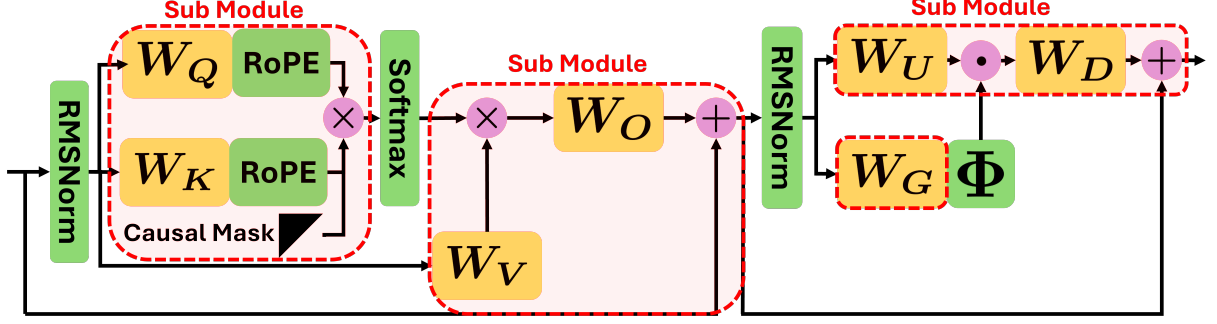 Sub Module
RMSNorm
W_Q RoPE
×
W_K RoPE
Causal Mask
Softmax
Sub Module
×
W_O
+
W_V
RMSNorm
Sub Module
W_U
W_D
+
W_G Φ